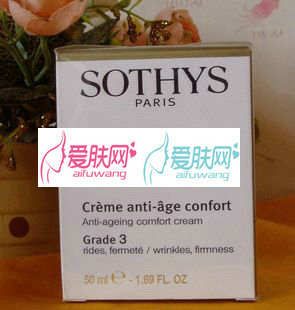 SOTHYS
PARIS
爱肤网 爱肤网
aifuwang aifuwang
Crème anti-âge confort
Anti-ageing comfort cream
Grade 3
rides, fermeté / wrinkles, firmness
50 ml ℮ - 1.69 FL. OZ